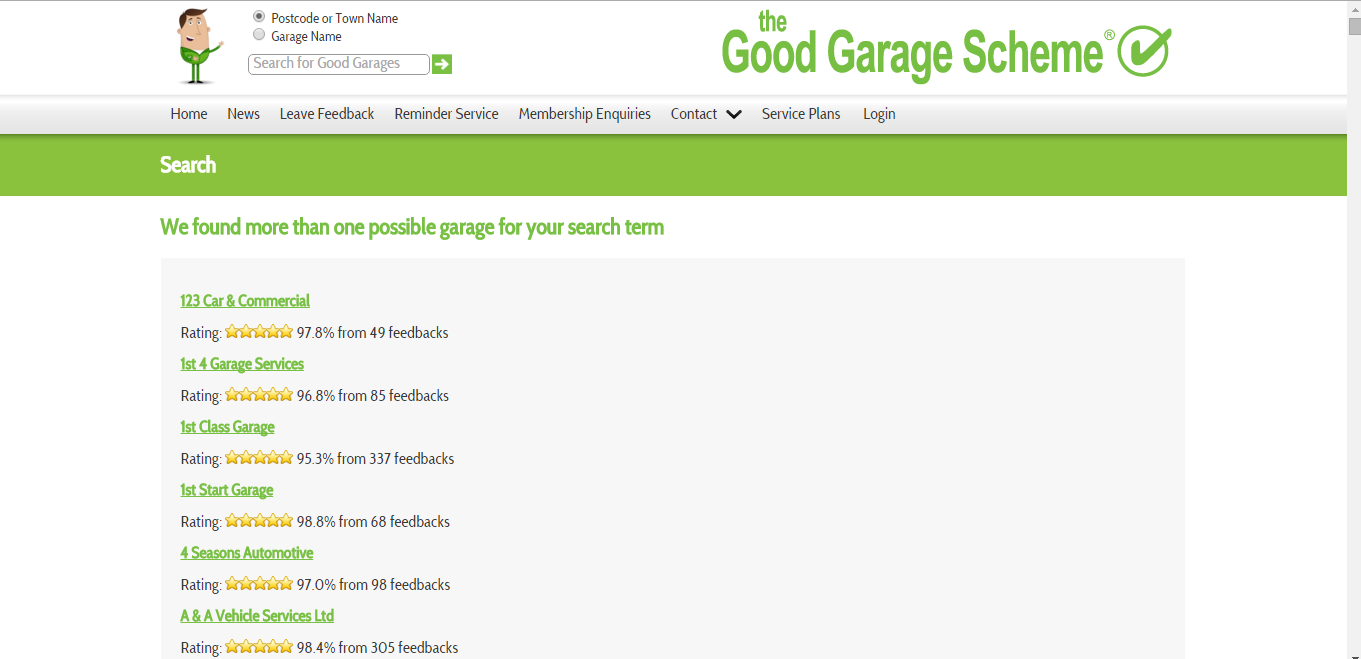 Postcode or Town Name
Garage Name
Search for Good Garages
the
Good Garage Scheme®
Home News Leave Feedback Reminder Service Membership Enquiries Contact Service Plans Login
Search
We found more than one possible garage for your search term
123 Car & Commercial
Rating: 97.8% from 49 feedbacks
1st 4 Garage Services
Rating: 96.8% from 85 feedbacks
1st Class Garage
Rating: 95.3% from 337 feedbacks
1st Start Garage
Rating: 98.8% from 68 feedbacks
4 Seasons Automotive
Rating: 97.0% from 98 feedbacks
A & A Vehicle Services Ltd
Rating: 98.4% from 305 feedbacks